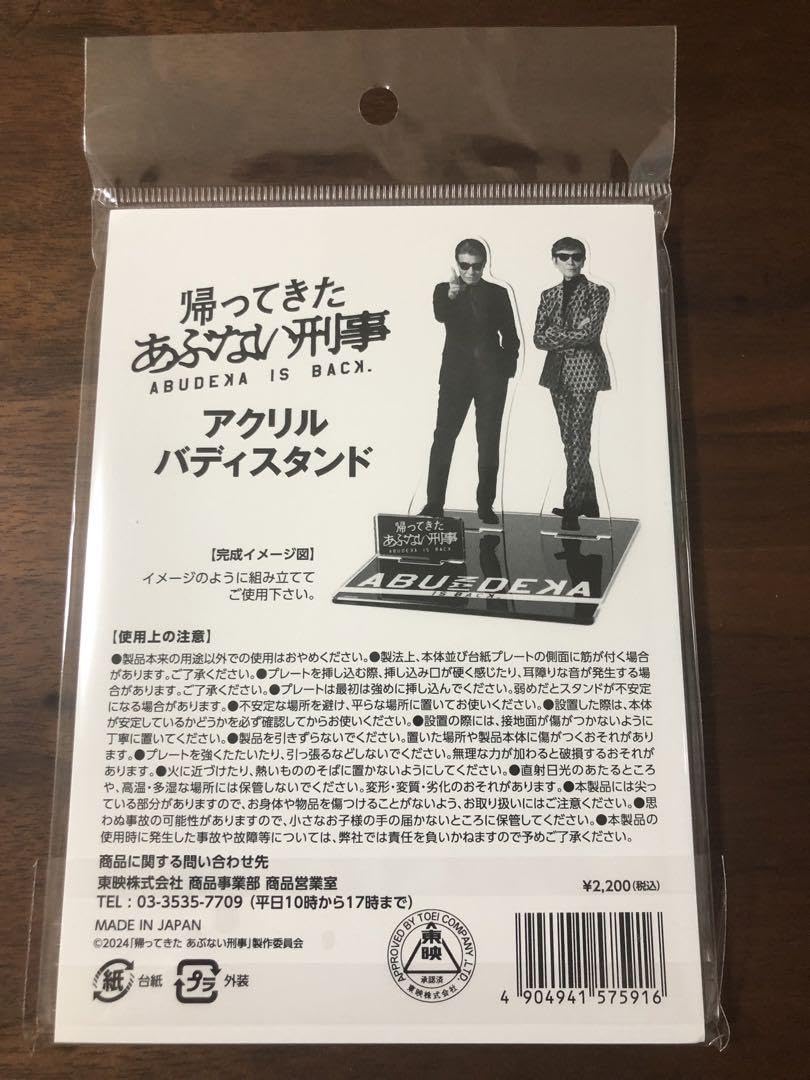 帰ってきた
あぶない刑事
ABUDEKA IS BACK.
アクリル
バディスタンド
帰ってきた
あぶない刑事
ABUDEKA IS BACK
ABUDEKA
IS BACK
【完成イメージ図】
イメージのように組み立てて
ご使用下さい。
【使用上の注意】
●製品本来の用途以外での使用はおやめください。●製法上、本体並び台紙プレートの側面に筋が付く場合
があります。ご了承ください。●プレートを挿し込む際、挿し込み口が硬く感じたり、耳障りな音が発生する場
合があります。ご了承ください。●プレートは最初は強めに挿し込んでください。弱めだとスタンドが不安定
になる場合があります。●不安定な場所を避け、平らな場所に置いてお使いください。●設置した際は、本体
が安定しているかどうかを必ず確認してからお使いください。●設置の際には、接地面が傷がつかないように
丁寧に置いてください。●製品を引きずらないでください。置いた場所や製品本体に傷がつくおそれがあり
ます。●プレートを強くたたいたり、引っ張るなどしないでください。無理な力が加わると破損するおそれが
あります。●火に近づけたり、熱いもののそばに置かないようにしてください。●直射日光のあたるところ
や、高温・多湿な場所には保管しないでください。変形・変質・劣化のおそれがあります。●本製品には尖っ
ている部分がありますので、お身体や物品を傷つけることがないよう、お取り扱いにはご注意ください。●思
わぬ事故の可能性がありますので、小さなお子様の手の届かないところに保管してください。●本製品の
使用時に発生した事故や故障等については、弊社では責任を負いかねますので予めご了承ください。
商品に関する問い合わせ先
東映株式会社 商品事業部 商品営業室
TEL : 03-3535-7709 (平日10時から17時まで)
MADE IN JAPAN
©2024「帰ってきた あぶない刑事」製作委員会
紙 台紙 プラ 外装
¥2,200(税込)
APPROVED BY TOEI COMPANY.,LTD.
東映
承認済
東映株式会社
4 904941 575916